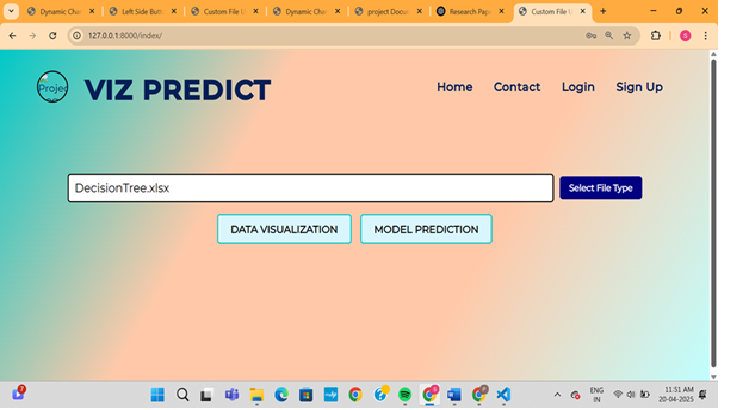 Dynamic Cha
Left Side Butt
Custom File U
Dynamic Cha
project Docum
Research Pap
Custom File U
127.0.0.1:8000/index/
Projec
VIZ PREDICT
Home
Contact
Login
Sign Up
DecisionTree.xlsx
Select File Type
DATA VISUALIZATION
MODEL PREDICTION
ENG
IN
11:51 AM
20-04-2025